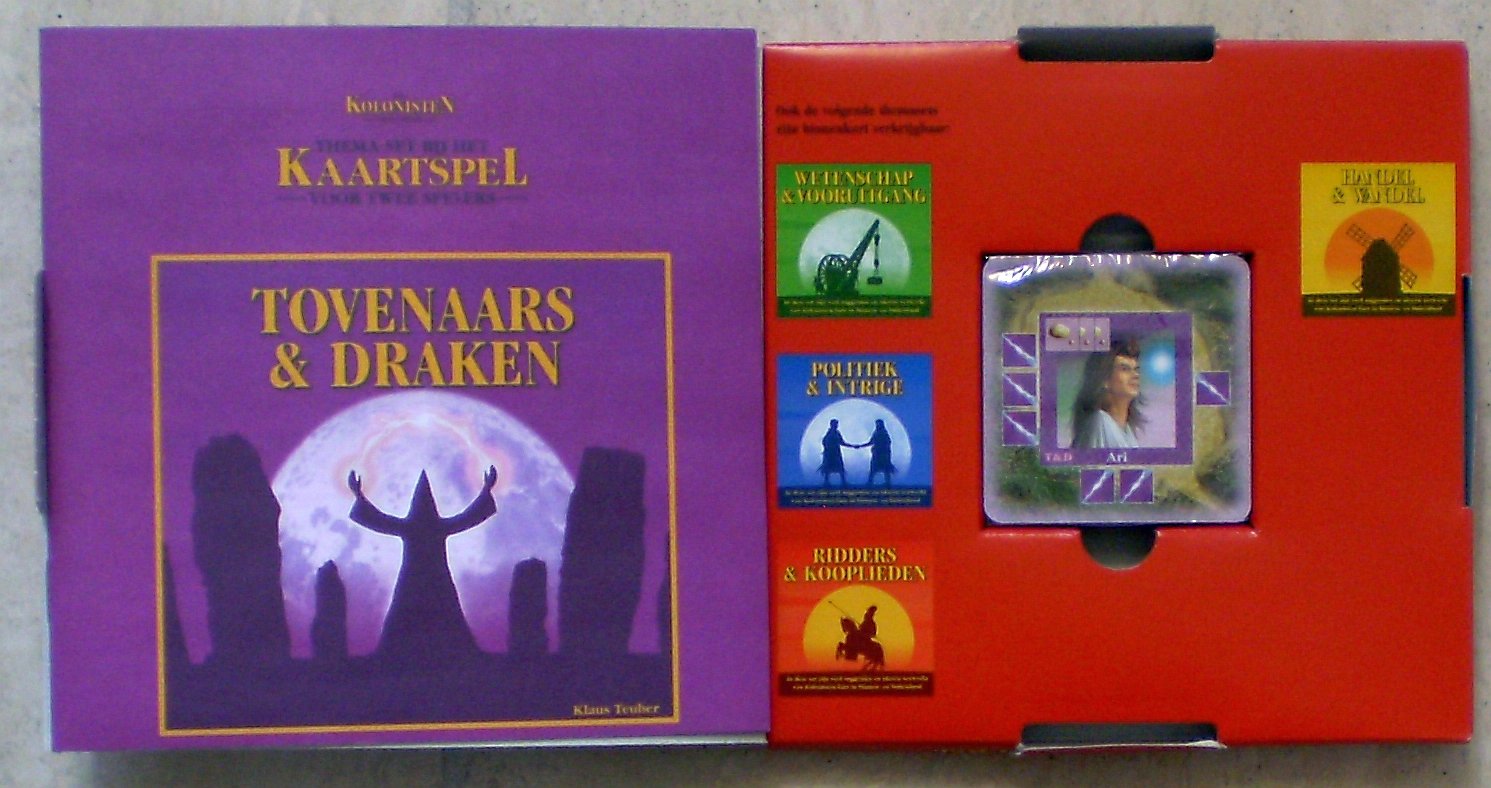 KOLONISTEN
THEMA-SET BIJ HET
KAARTSPEL
VOOR TWEE SPELERS
TOVENAARS
& DRAKEN
Klaus Teuber
Ook de volgende themasets
zijn binnenkort verkrijgbaar:
WETENSCHAP
& VOORUITGANG
POLITIEK
& INTRIGE
RIDDERS
& KOOPLIEDEN
HANDEL
& WANDEL
T&D Ari